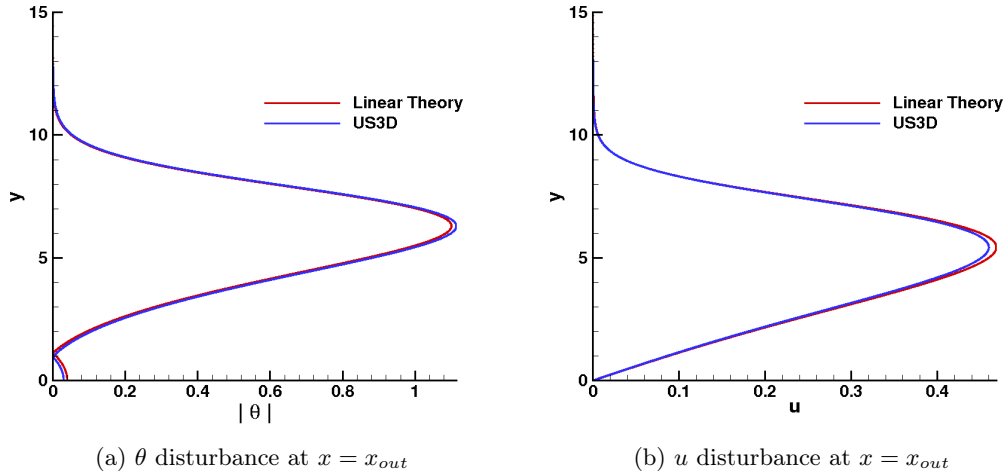 15
10
5
0
y
Linear Theory
US3D
0 0.2 0.4 0.6 0.8 1
| θ |
(a) θ disturbance at x = x_out
15
10
5
0
y
Linear Theory
US3D
0 0.1 0.2 0.3 0.4
u
(b) u disturbance at x = x_out